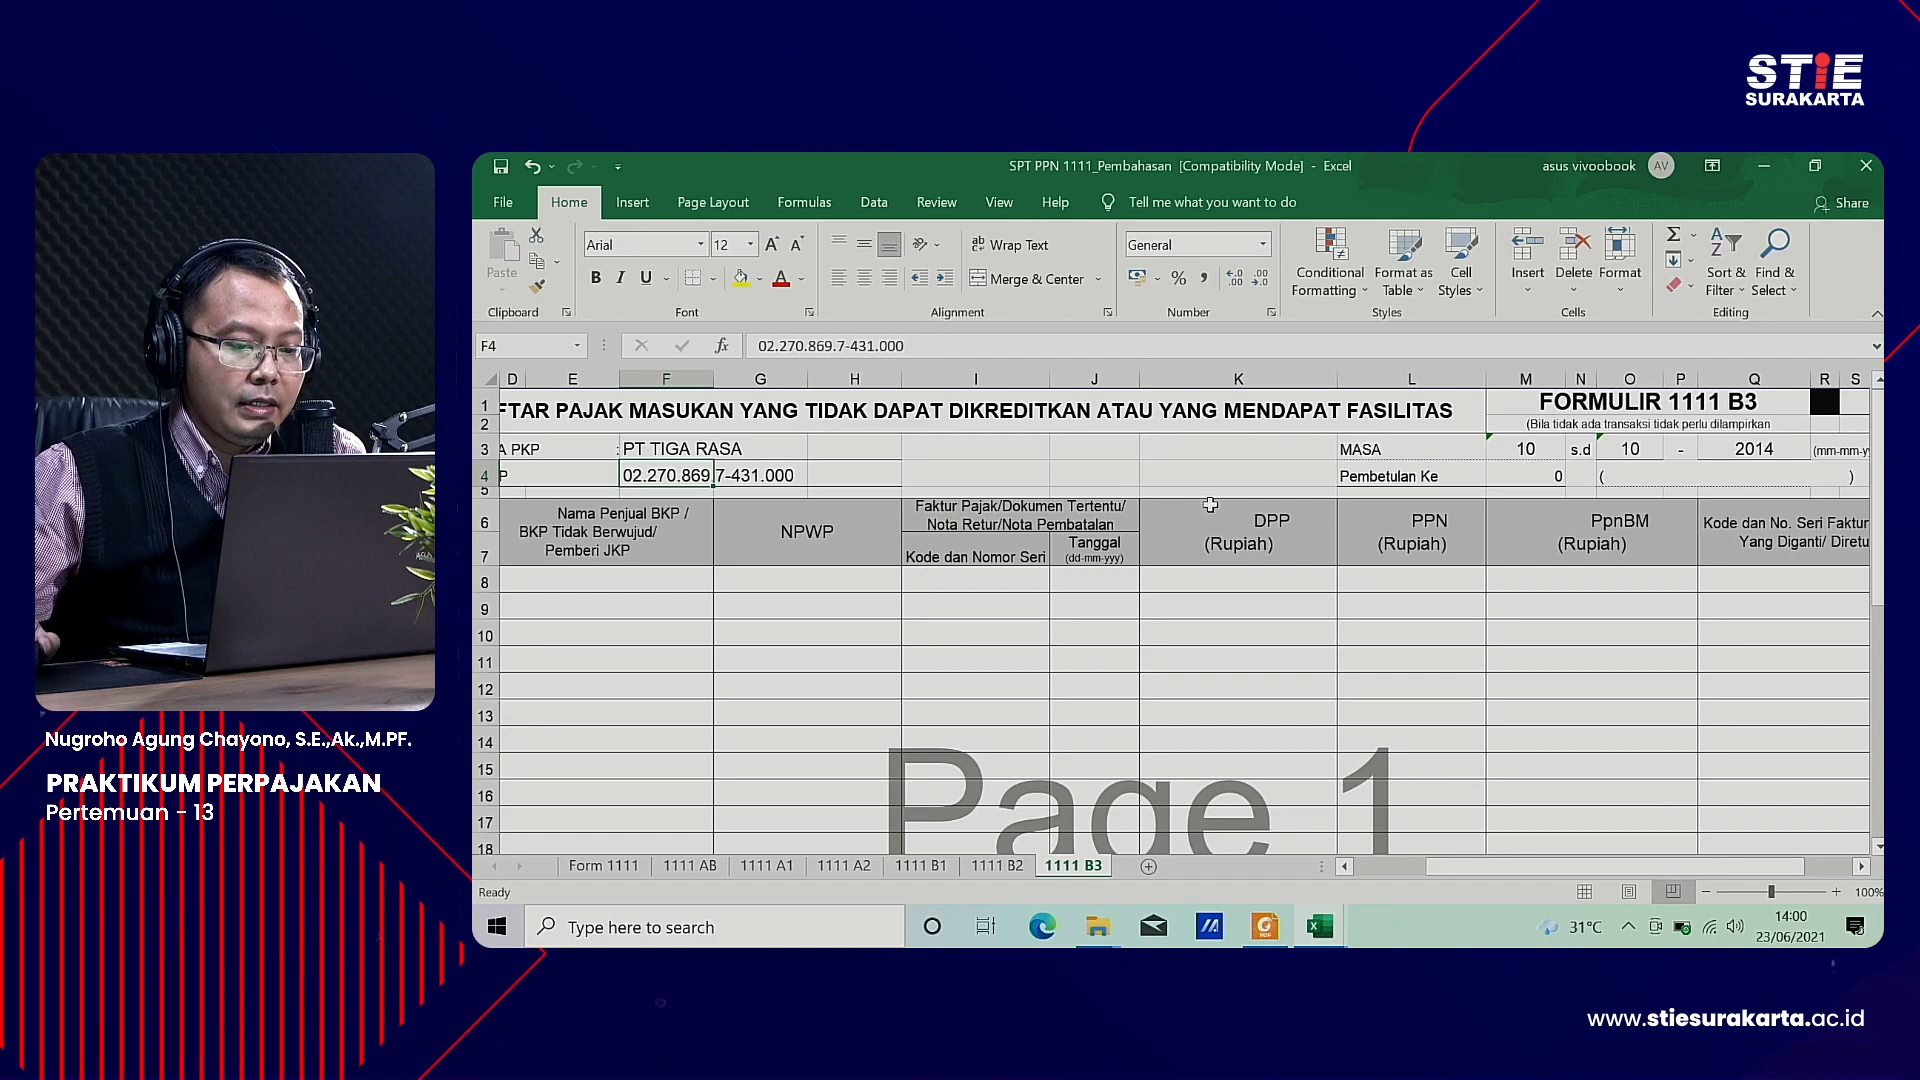 STiE
SURAKARTA
SPT PPN 1111_Pembahasan [Compatibility Mode] - Excel
asus vivoobook AV
File Home Insert Page Layout Formulas Data Review View Help Tell me what you want to do Share
Paste
Arial 12
B I U
Wrap Text
Merge & Center
General
Conditional Formatting
Format as Table
Cell Styles
Insert
Delete
Format
Sort & Filter
Find & Select
Clipboard Font Alignment Number Styles Cells Editing
F4 fx 02.270.869.7-431.000
D E F G H I J K L M N O P Q R S
1 FTAR PAJAK MASUKAN YANG TIDAK DAPAT DIKREDITKAN ATAU YANG MENDAPAT FASILITAS FORMULIR 1111 B3
2 (Bila tidak ada transaksi tidak perlu dilampirkan
3 A PKP : PT TIGA RASA MASA 10 s.d 10 - 2014 (mm-mm-y
4 P 02.270.869.7-431.000 Pembetulan Ke 0 ( )
5
6
7
Nama Penjual BKP /
BKP Tidak Berwujud/
Pemberi JKP
NPWP
Faktur Pajak/Dokumen Tertentu/
Nota Retur/Nota Pembatalan
Kode dan Nomor Seri
Tanggal
(dd-mm-yyy)
DPP
(Rupiah)
PPN
(Rupiah)
PpnBM
(Rupiah)
Kode dan No. Seri Faktur
Yang Diganti/ Diretu
8
9
10
11
12
13
14
15
16
17
18
Page 1
Form 1111 1111 AB 1111 A1 1111 A2 1111 B1 1111 B2 1111 B3
Ready 100%
Type here to search
31°C
14:00
23/06/2021
Nugroho Agung Chayono, S.E.,Ak.,M.PF.
PRAKTIKUM PERPAJAKAN
Pertemuan - 13
www.stiesurakarta.ac.id